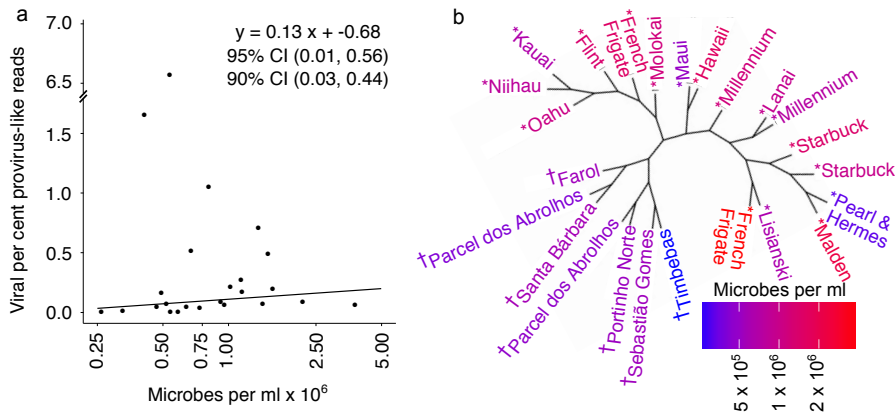 a
y = 0.13 x + -0.68
95% CI (0.01, 0.56)
90% CI (0.03, 0.44)
Viral per cent provirus-like reads
7.0
6.5
1.5
1.0
0.5
0.0
0.25
0.50
0.75
1.00
2.50
5.00
Microbes per ml x 10⁶
b
*Kauai
*Niihau
*Oahu
*Flint
*French
Frigate
*Molokai
*Maui
*Hawaii
*Millennium
*Lanai
*Millennium
*Starbuck
*Starbuck
*Pearl &
Hermes
*Malden
*Lisianski
*French
Frigate
†Timbebas
†Sebastião Gomes
†Portinho Norte
†Parcel dos Abrolhos
†Santa Bárbara
†Parcel dos Abrolhos
†Farol
Microbes per ml
5 x 10⁵
1 x 10⁶
2 x 10⁶